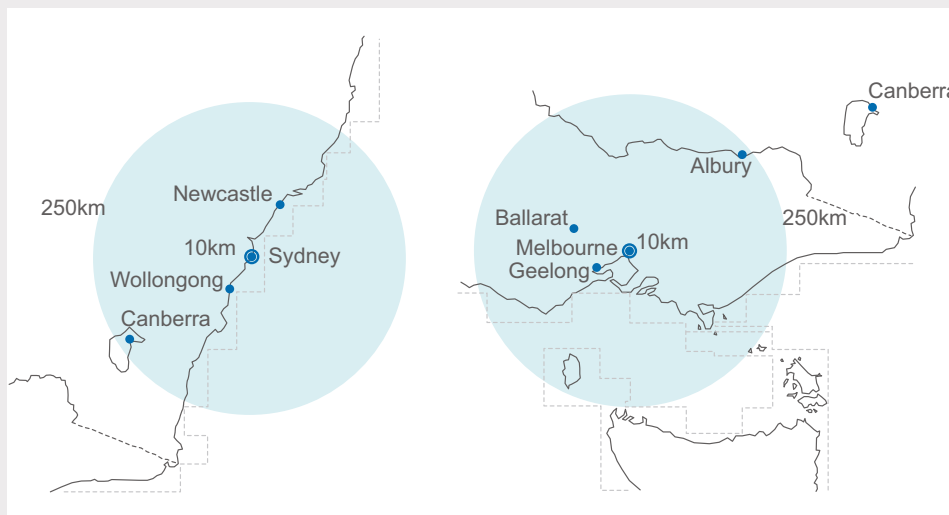 Newcastle
250km
10km
Sydney
Wollongong
Canberra
Canberra
Albury
Ballarat
250km
Melbourne
10km
Geelong